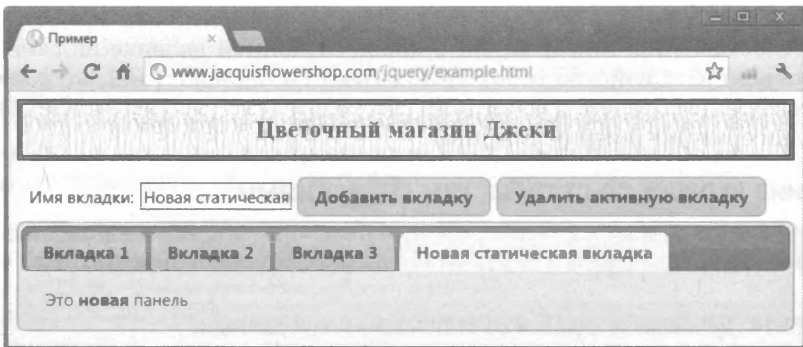 Пример
www.jacquisflowershop.com/jquery/example.html
Цветочный магазин Джеки
Имя вкладки: Новая статическая Добавить вкладку Удалить активную вкладку
Вкладка 1 Вкладка 2 Вкладка 3 Новая статическая вкладка
Это новая панель